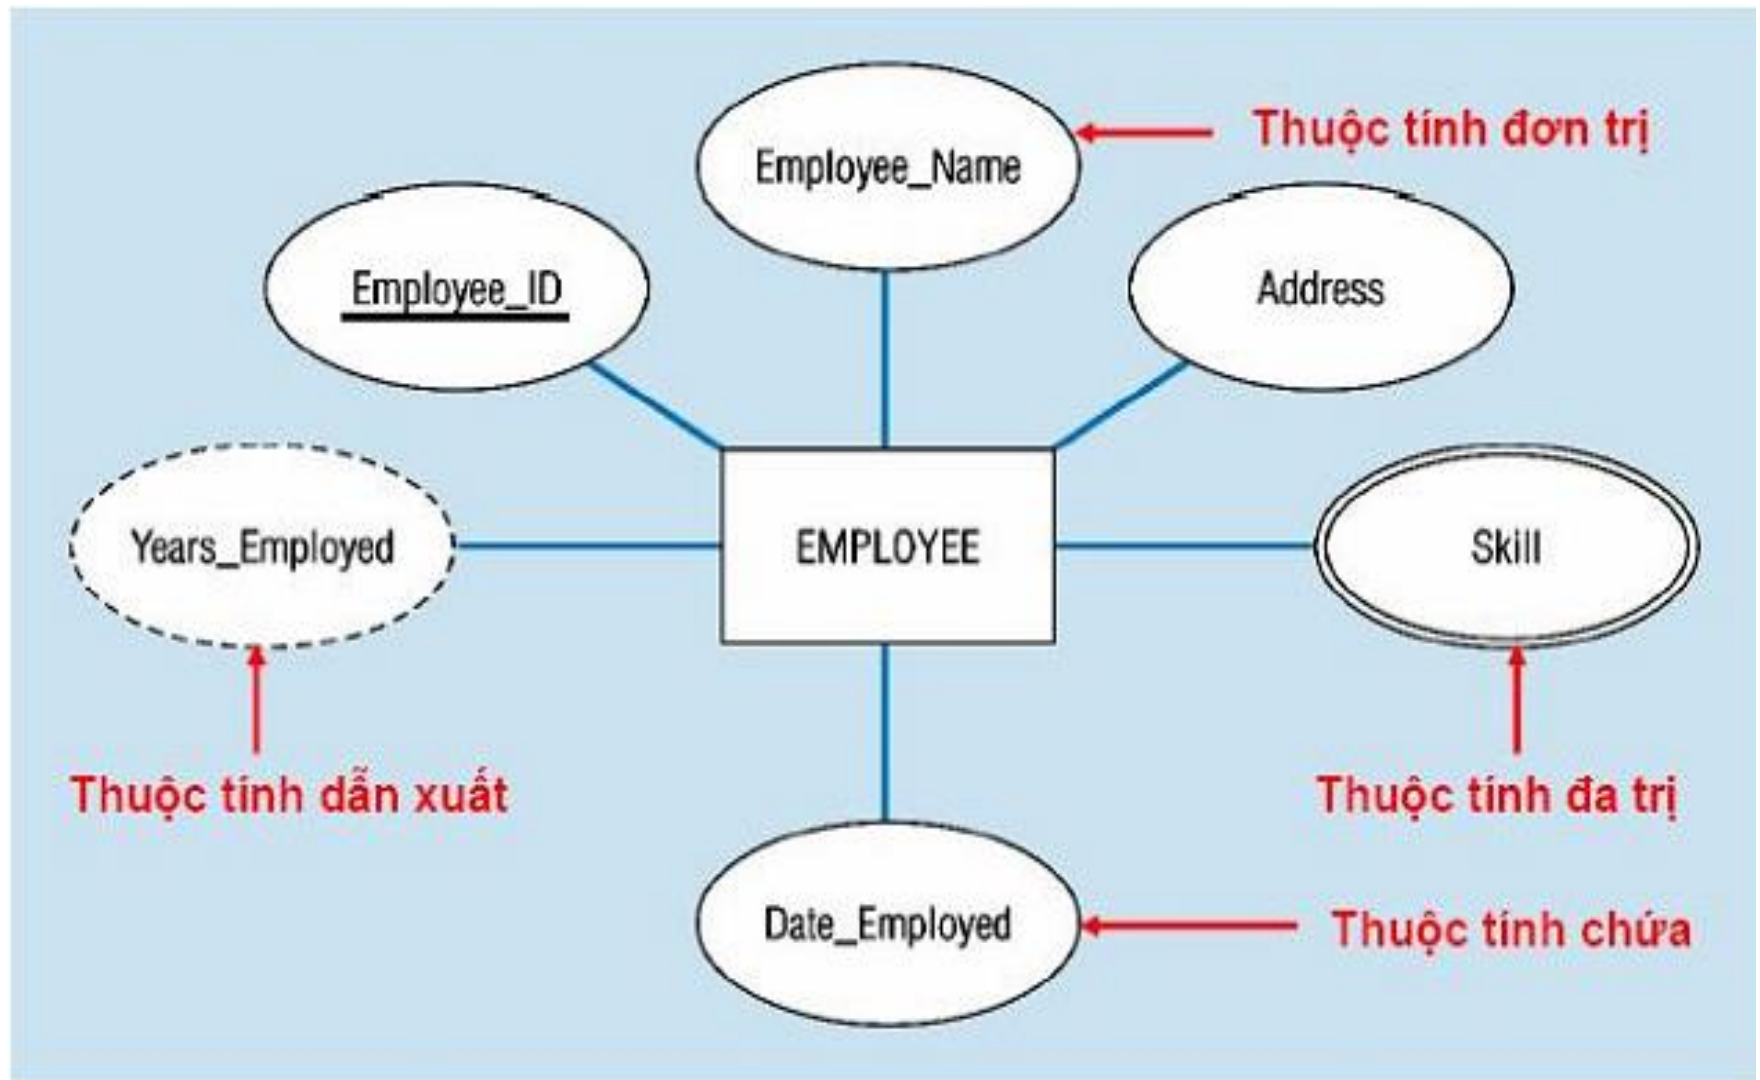 Employee_Name
Thuộc tính đơn trị
Employee_ID
Address
Years_Employed
EMPLOYEE
Skill
Thuộc tính dẫn xuất
Thuộc tính đa trị
Date_Employed
Thuộc tính chứa